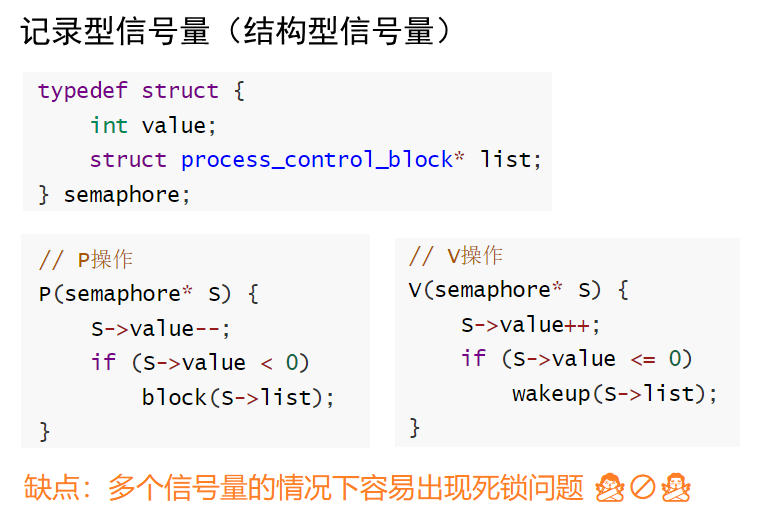 记录型信号量（结构型信号量）
typedef struct {
    int value;
    struct process_control_block* list;
} semaphore;
// P操作
P(semaphore* S) {
    S->value--;
    if (S->value < 0)
        block(S->list);
}
// V操作
V(semaphore* S) {
    S->value++;
    if (S->value <= 0)
        wakeup(S->list);
}
缺点：多个信号量的情况下容易出现死锁问题